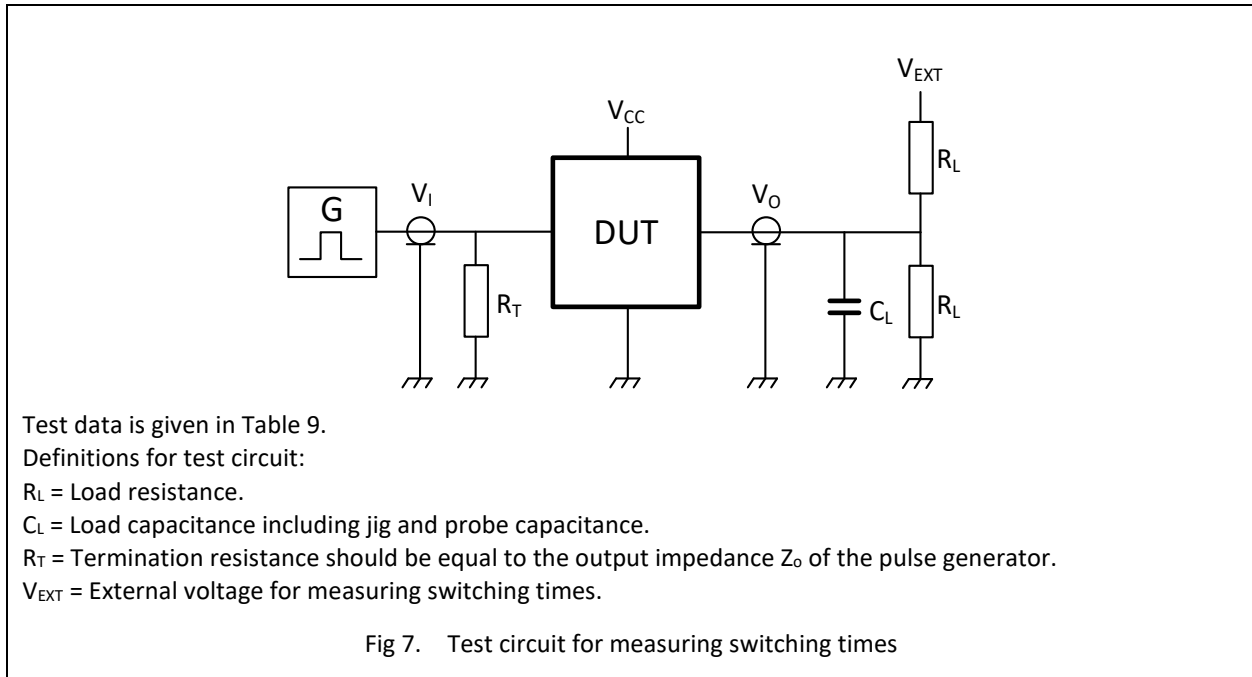 V_EXT
V_CC
R_L
V_I
V_O
G
DUT
R_T
C_L
R_L
Test data is given in Table 9.
Definitions for test circuit:
R_L = Load resistance.
C_L = Load capacitance including jig and probe capacitance.
R_T = Termination resistance should be equal to the output impedance Z_o of the pulse generator.
V_EXT = External voltage for measuring switching times.
Fig 7. Test circuit for measuring switching times